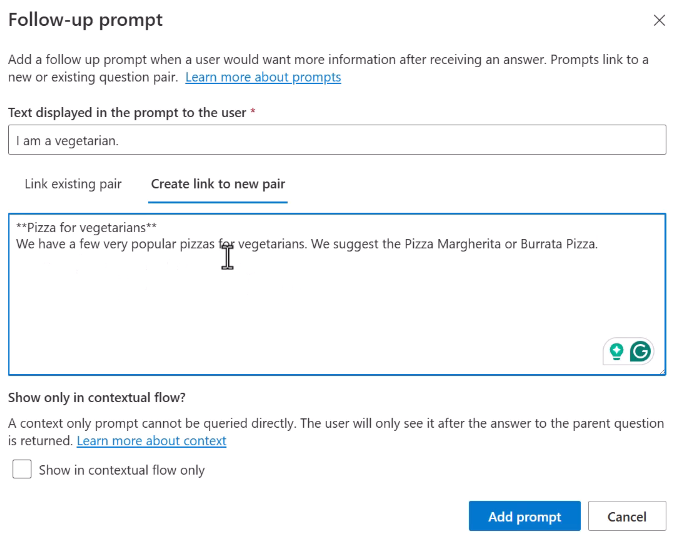 Follow-up prompt
Add a follow up prompt when a user would want more information after receiving an answer. Prompts link to a
new or existing question pair. Learn more about prompts
Text displayed in the prompt to the user *
I am a vegetarian.
Link existing pair
Create link to new pair
**Pizza for vegetarians**
We have a few very popular pizzas for vegetarians. We suggest the Pizza Margherita or Burrata Pizza.
Show only in contextual flow?
A context only prompt cannot be queried directly. The user will only see it after the answer to the parent question
is returned. Learn more about context
Show in contextual flow only
Add prompt
Cancel